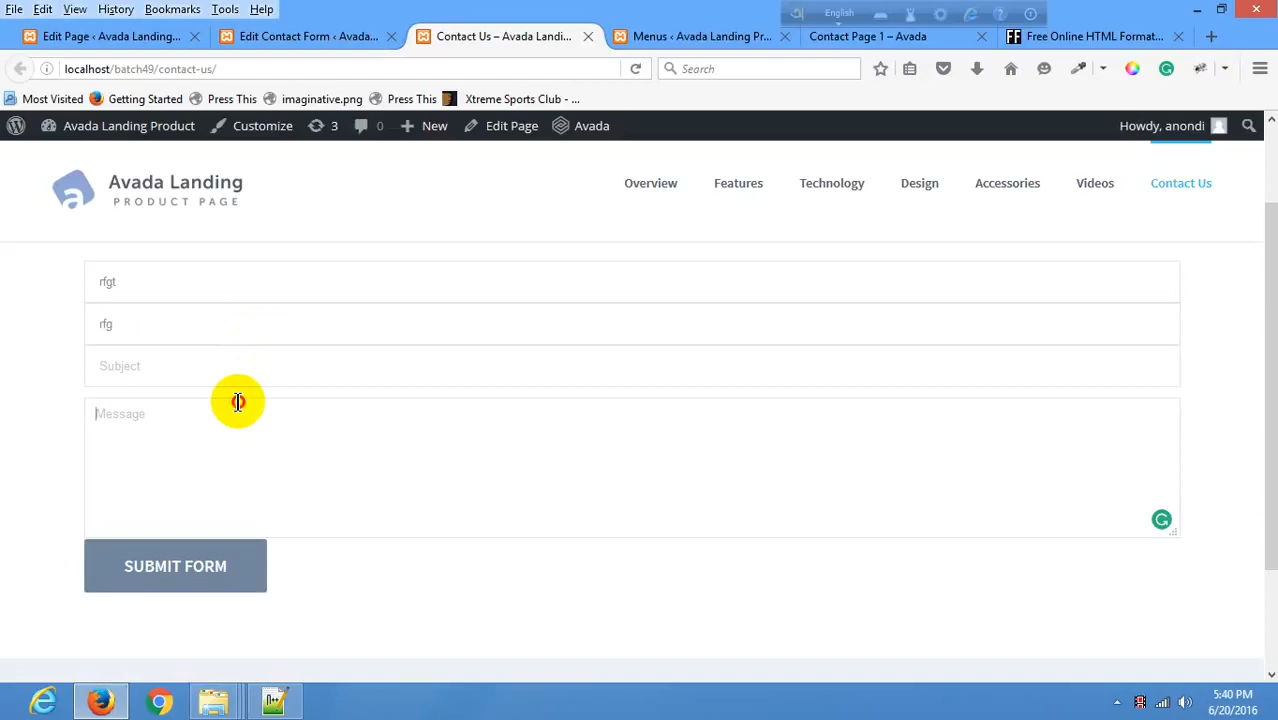 File Edit View History Bookmarks Tools Help English
Edit Page ‹ Avada Landing... Edit Contact Form ‹ Avada... Contact Us – Avada Landi... Menus ‹ Avada Landing Pr... Contact Page 1 – Avada Free Online HTML Format...
localhost/batch49/contact-us/ Search
Most Visited Getting Started Press This imaginative.png Press This Xtreme Sports Club - ...
Avada Landing Product Customize 3 0 New Edit Page Avada Howdy, anondi
Avada Landing
PRODUCT PAGE
Overview Features Technology Design Accessories Videos Contact Us
rfgt
rfg
Subject
Message
SUBMIT FORM
5:40 PM
6/20/2016